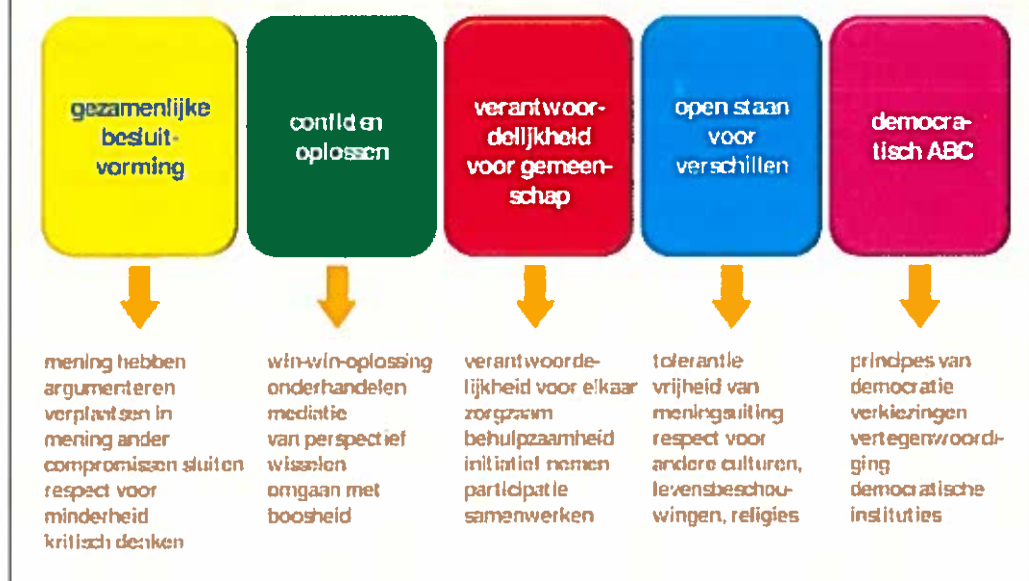 gezamenlijke
besluit-
vorming
conflicten
oplossen
verantwoor-
delijkheid
voor gemeen-
schap
open staan
voor
verschillen
democra-
tisch ABC
mening hebben
argumenteren
verplaatsen in
mening ander
compromissen sluiten
respect voor
minderheid
kritisch denken
win-win-oplossing
onderhandelen
mediatie
van perspectief
wisselen
omgaan met
boosheid
verantwoorde-
lijkheid voor elkaar
zorgzaam
behulpzaamheid
initiatief nemen
participatie
samenwerken
tolerantie
vrijheid van
meningsuiting
respect voor
andere culturen,
levensbeschou-
wingen, religies
principes van
democratie
verkiezingen
vertegenwoordi-
ging
democratische
instituties